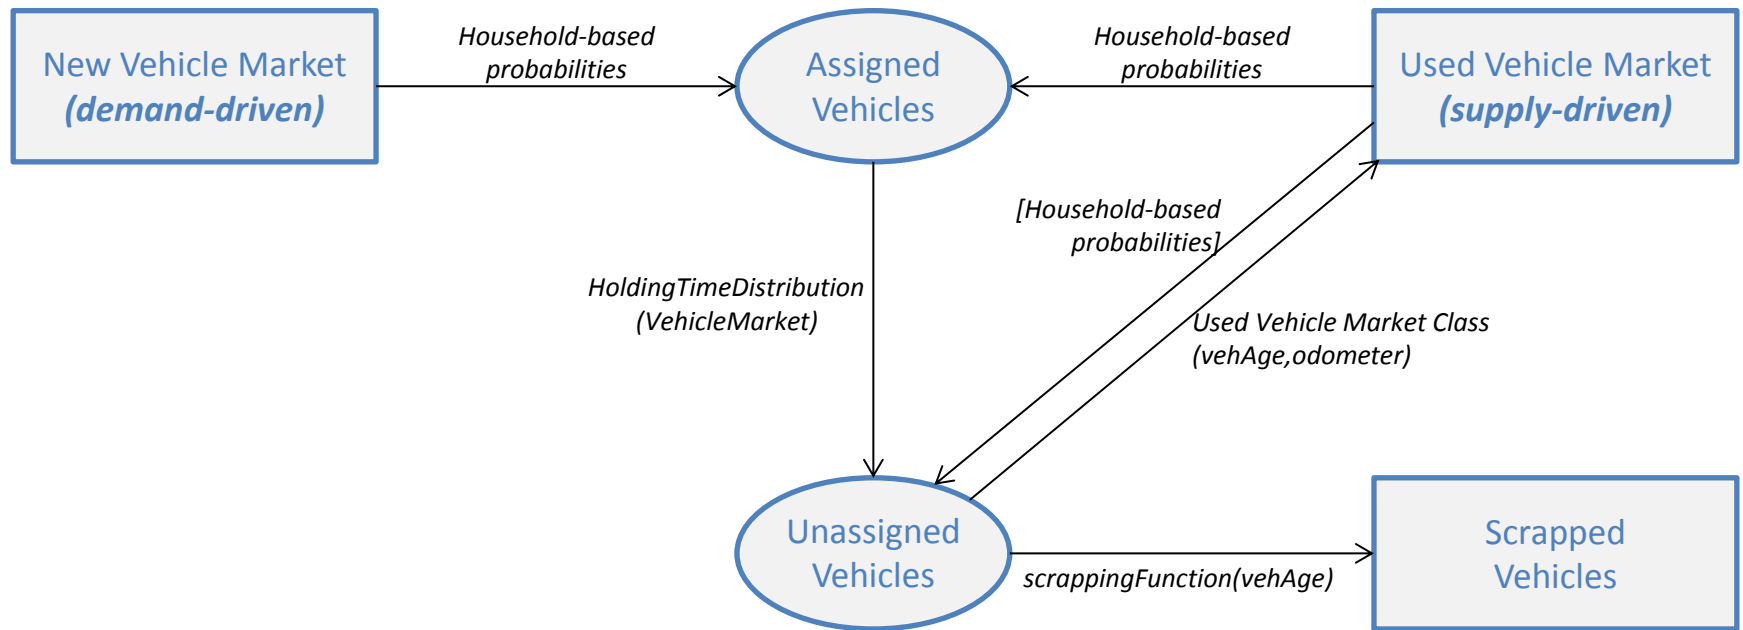 New Vehicle Market
(demand-driven)
Household-based
probabilities
Assigned
Vehicles
Household-based
probabilities
Used Vehicle Market
(supply-driven)
[Household-based
probabilities]
HoldingTimeDistribution
(VehicleMarket)
Used Vehicle Market Class
(vehAge,odometer)
Unassigned
Vehicles
scrappingFunction(vehAge)
Scrapped
Vehicles